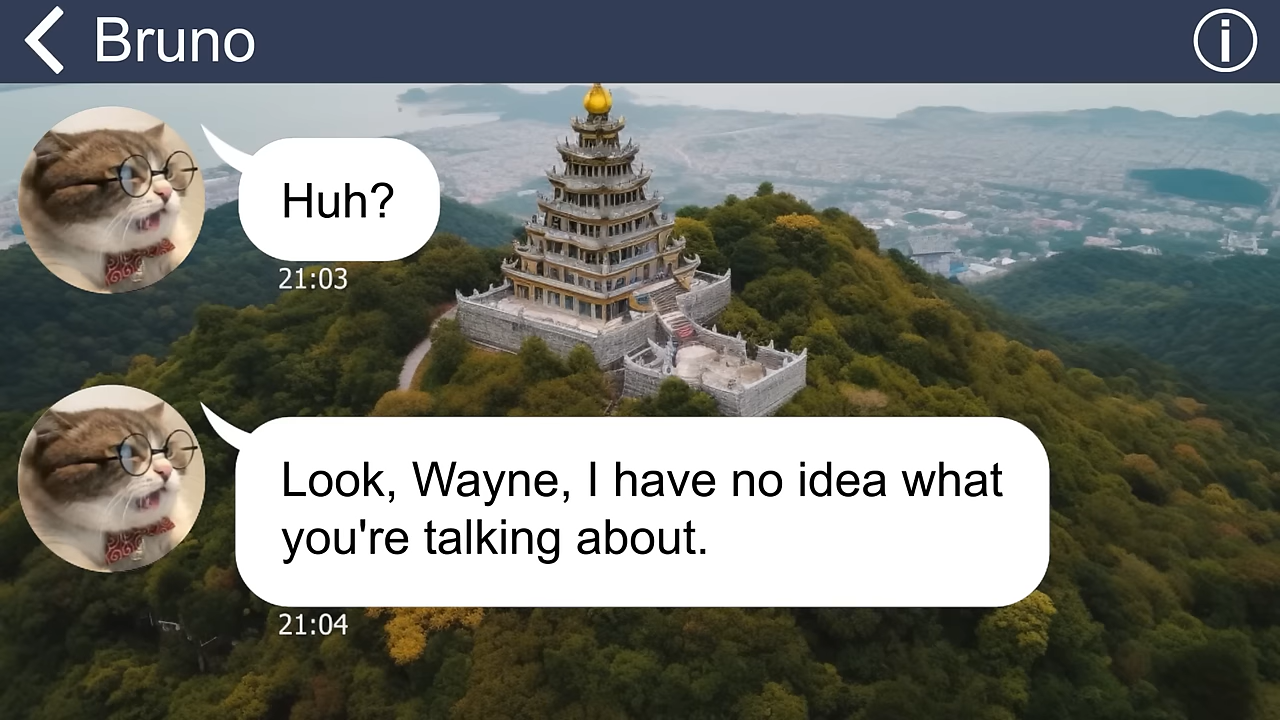 Bruno
Huh?
21:03
Look, Wayne, I have no idea what
you're talking about.
21:04